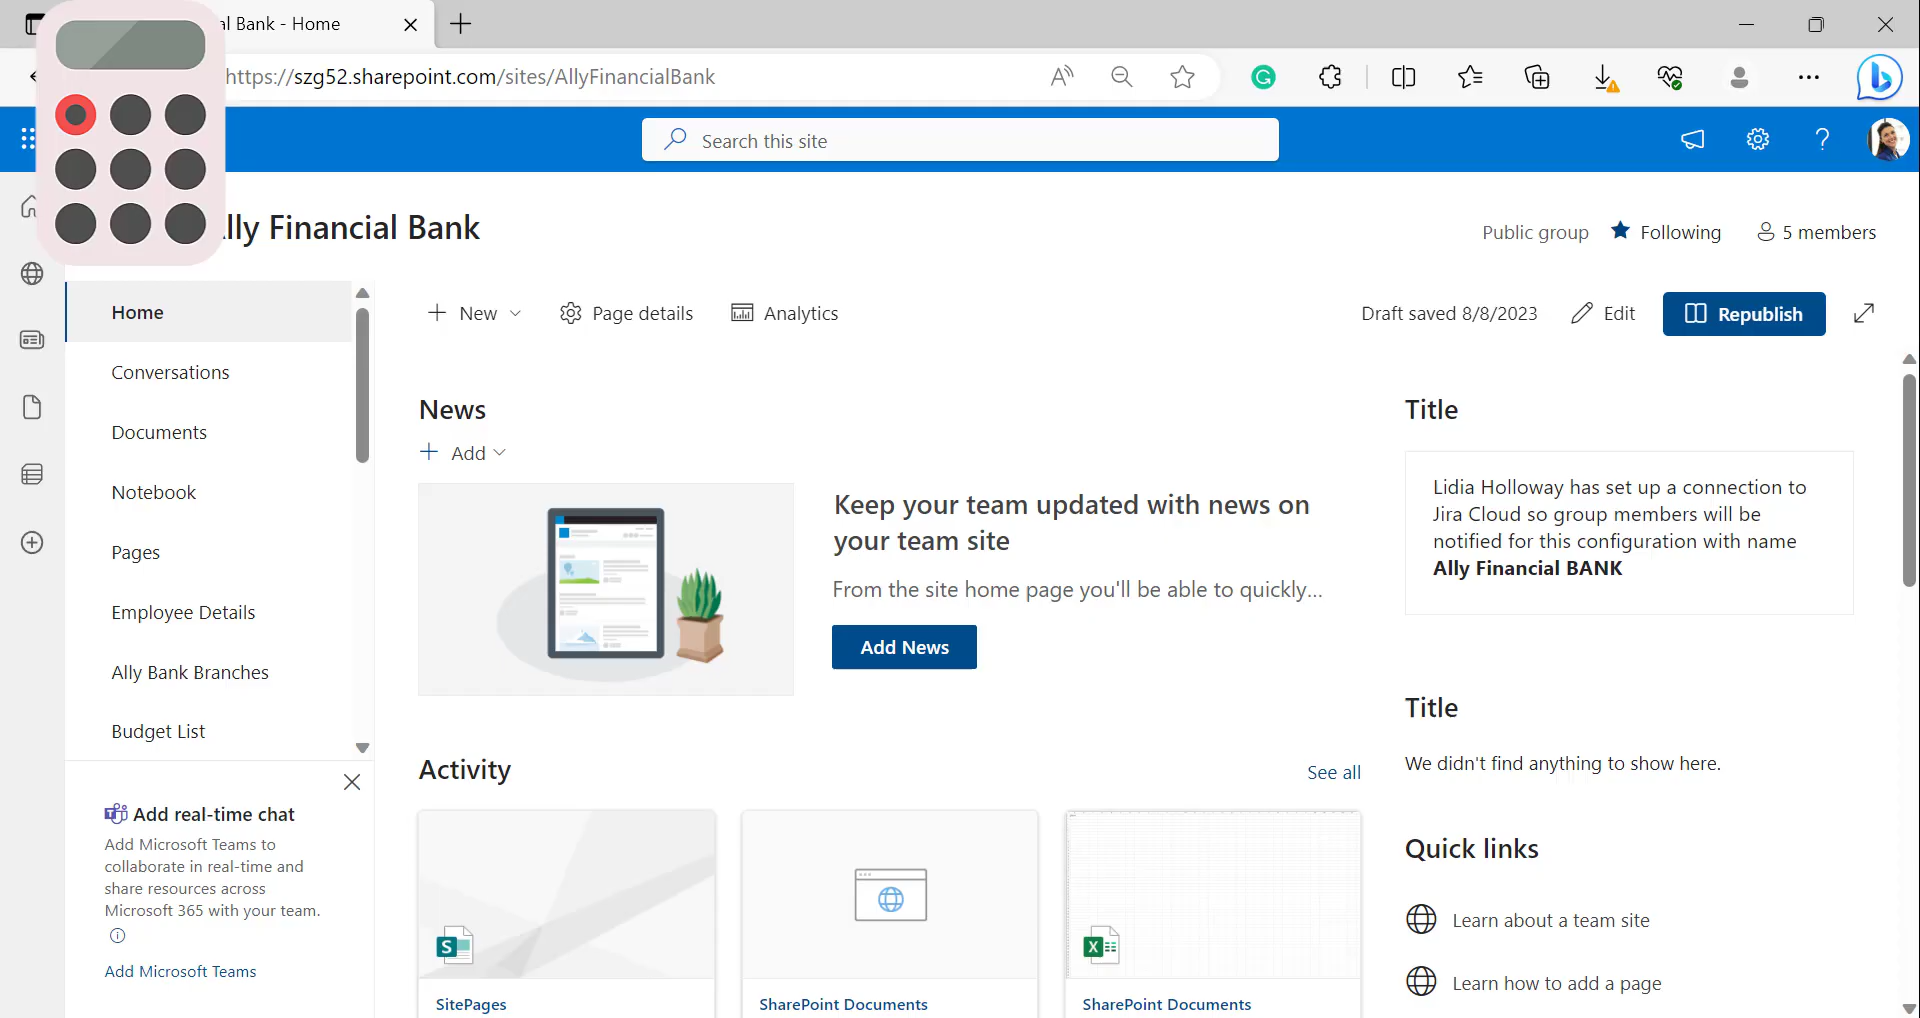 al Bank - Home
https://szg52.sharepoint.com/sites/AllyFinancialBank
Search this site
lly Financial Bank
Public group
Following
5 members
Home
Conversations
Documents
Notebook
Pages
Employee Details
Ally Bank Branches
Budget List
New
Page details
Analytics
Draft saved 8/8/2023
Edit
Republish
News
Add
Keep your team updated with news on
your team site
From the site home page you'll be able to quickly...
Add News
Title
Lidia Holloway has set up a connection to
Jira Cloud so group members will be
notified for this configuration with name
Ally Financial BANK
Title
We didn't find anything to show here.
Activity
See all
SitePages
SharePoint Documents
SharePoint Documents
Quick links
Learn about a team site
Learn how to add a page
Add real-time chat
Add Microsoft Teams to
collaborate in real-time and
share resources across
Microsoft 365 with your team.
Add Microsoft Teams